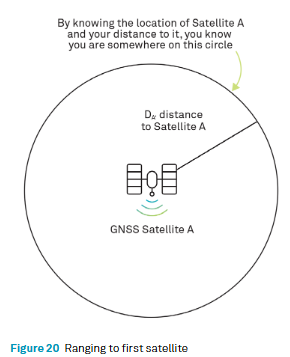 By knowing the location of Satellite A
and your distance to it, you know
you are somewhere on this circle
Dₐ, distance
to Satellite A
GNSS Satellite A
Figure 20 Ranging to first satellite